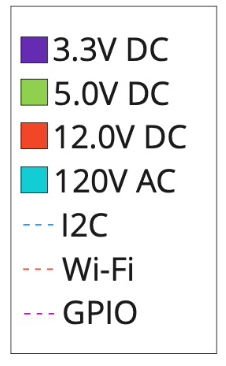 3.3V DC
5.0V DC
12.0V DC
120V AC
I2C
Wi-Fi
GPIO